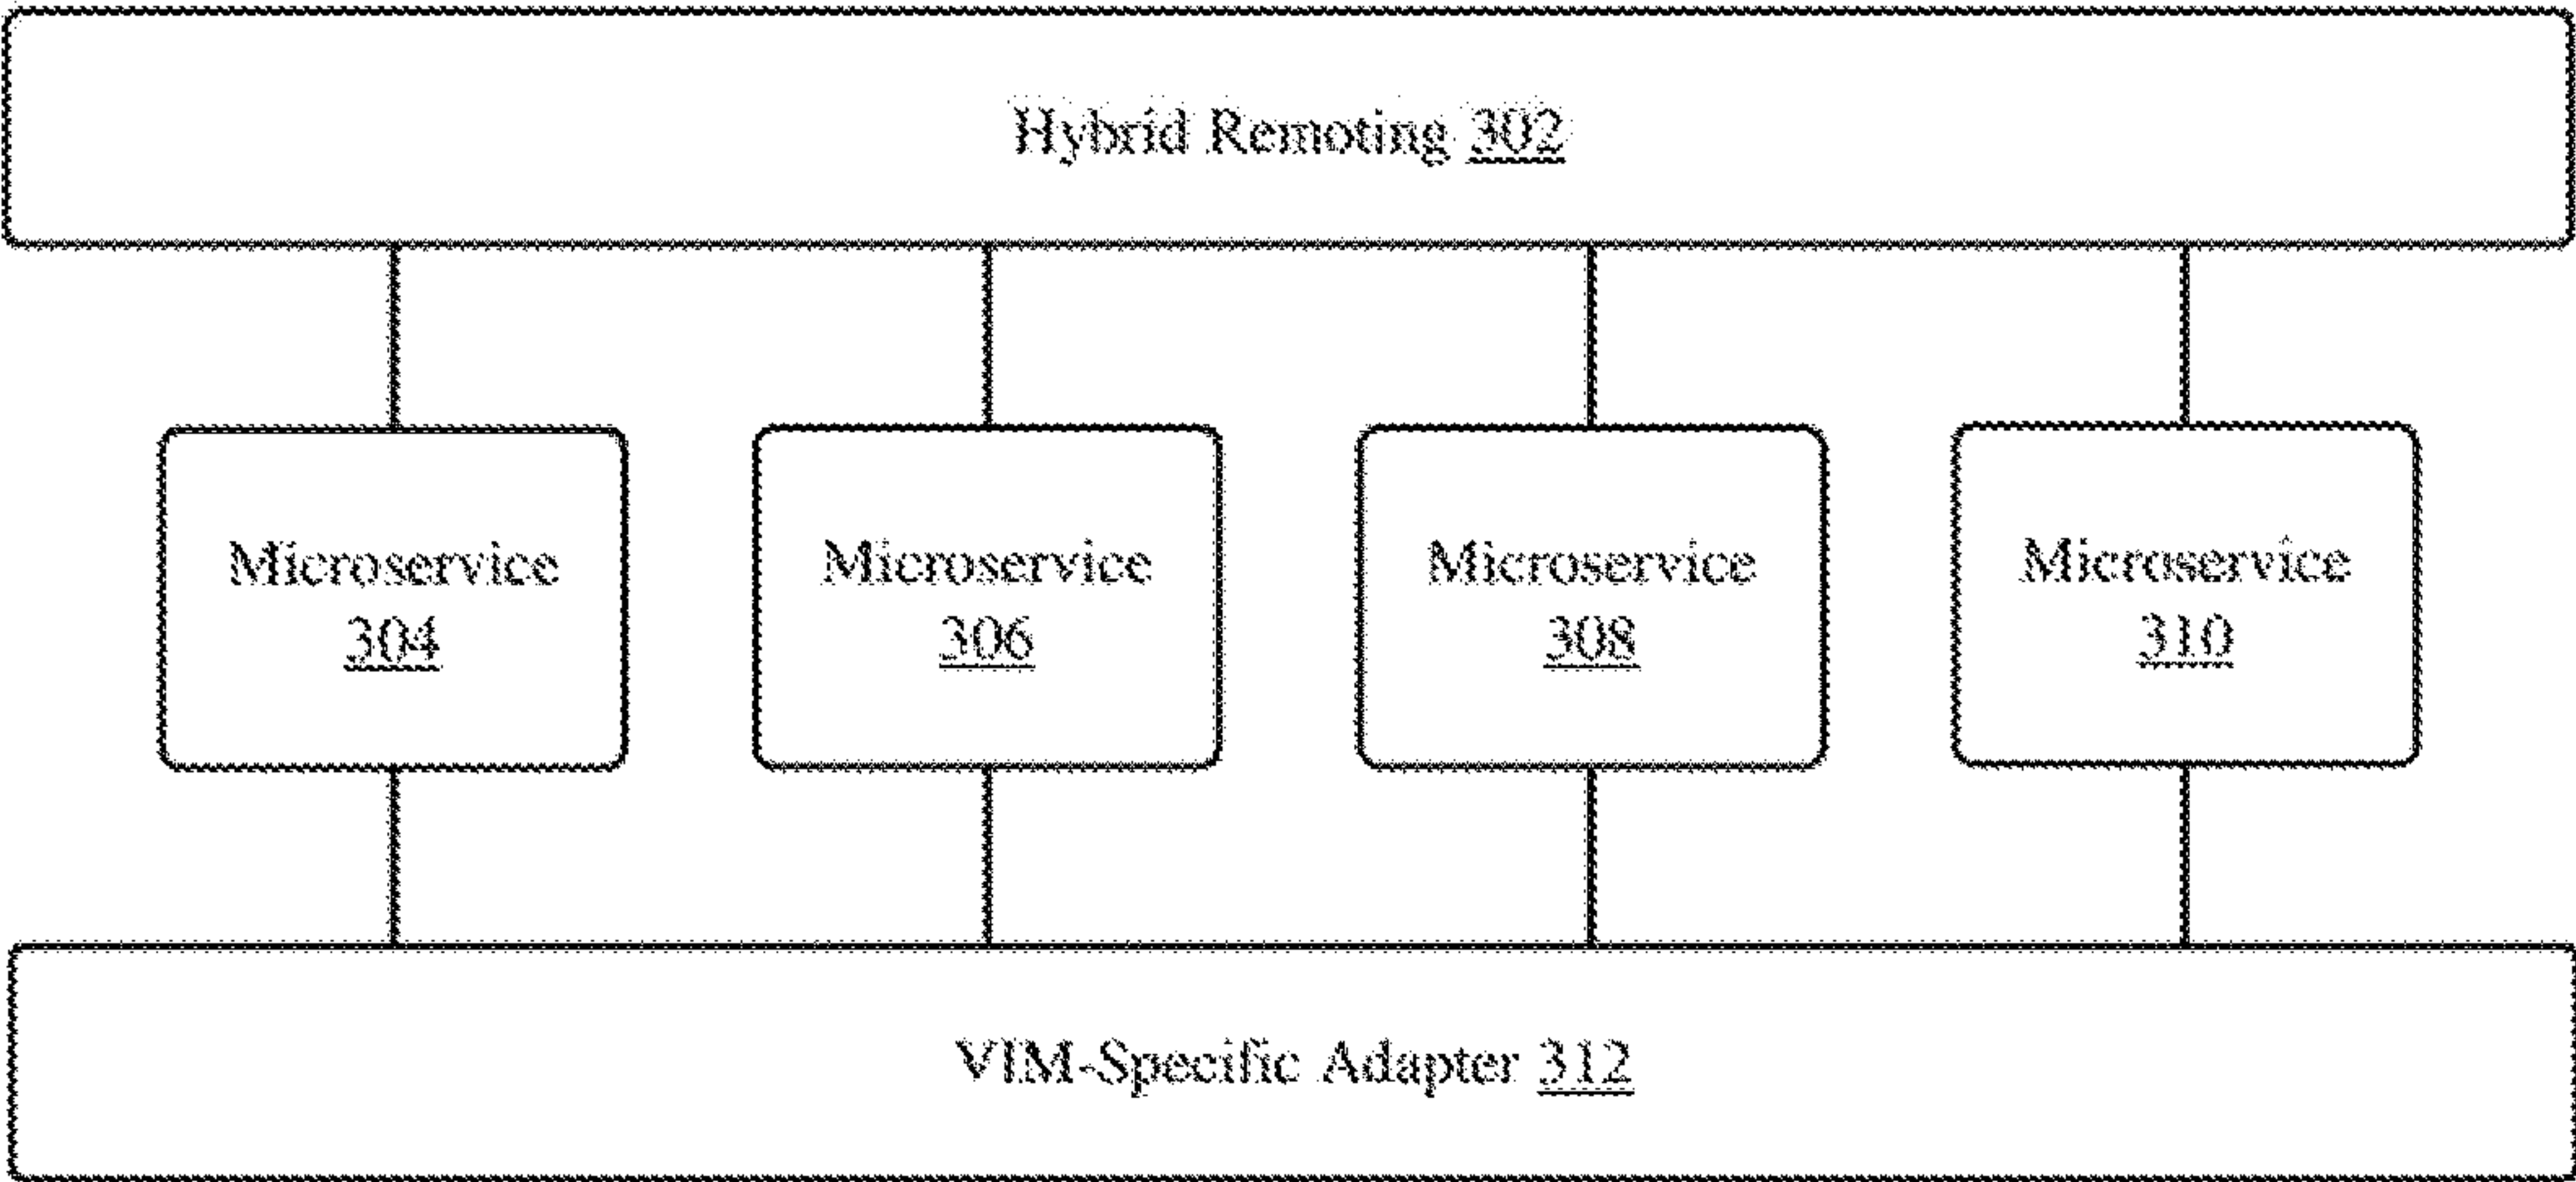 Hybrid Remoting 302
Microservice
304
Microservice
306
Microservice
308
Microservice
310
VIM-Specific Adapter 312